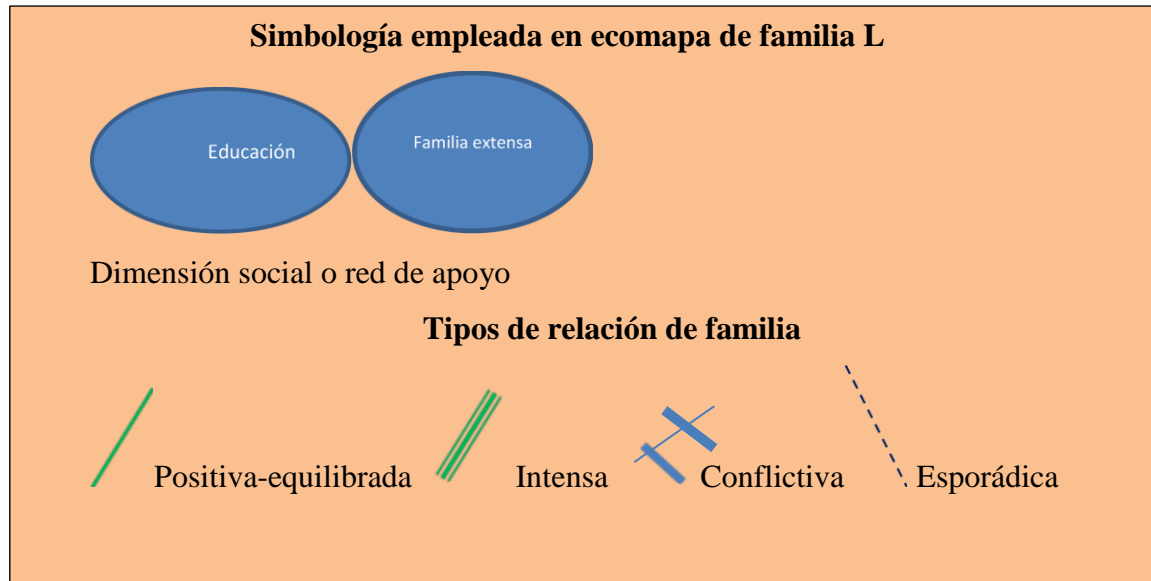 Simbología empleada en ecomapa de familia L
Educación
Familia extensa
Dimensión social o red de apoyo
Tipos de relación de familia
Positiva-equilibrada
Intensa
Conflictiva
Esporádica